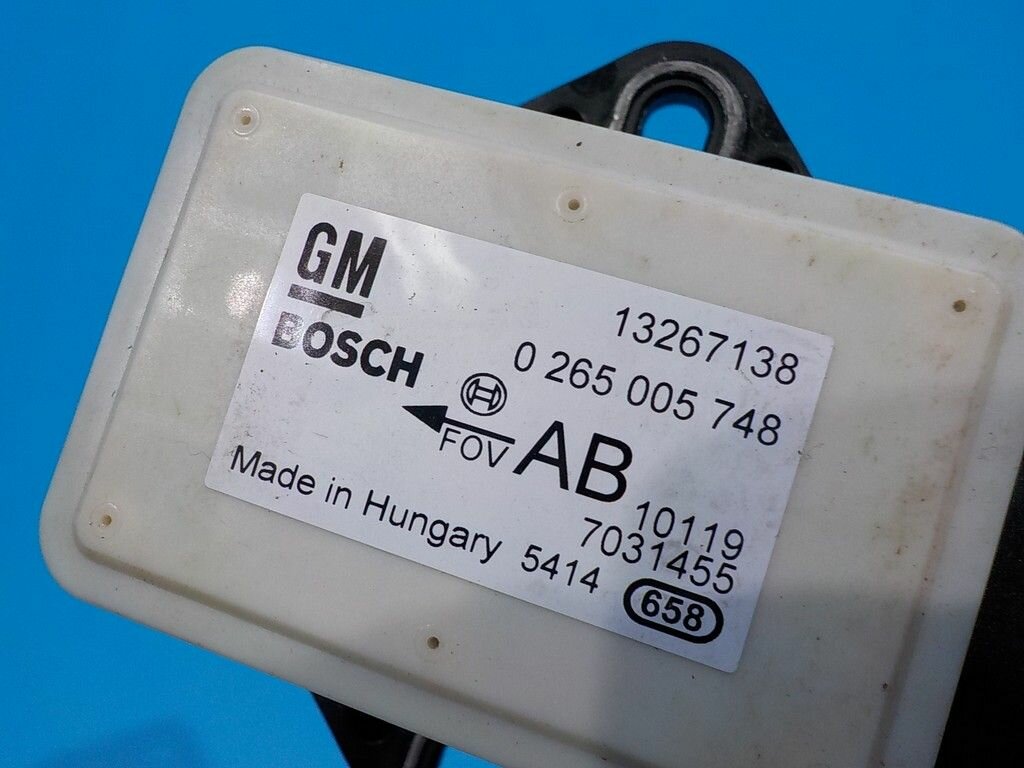 GM
BOSCH
13267138
0 265 005 748
FOV
AB
10119
7031455
Made in Hungary 5414
658